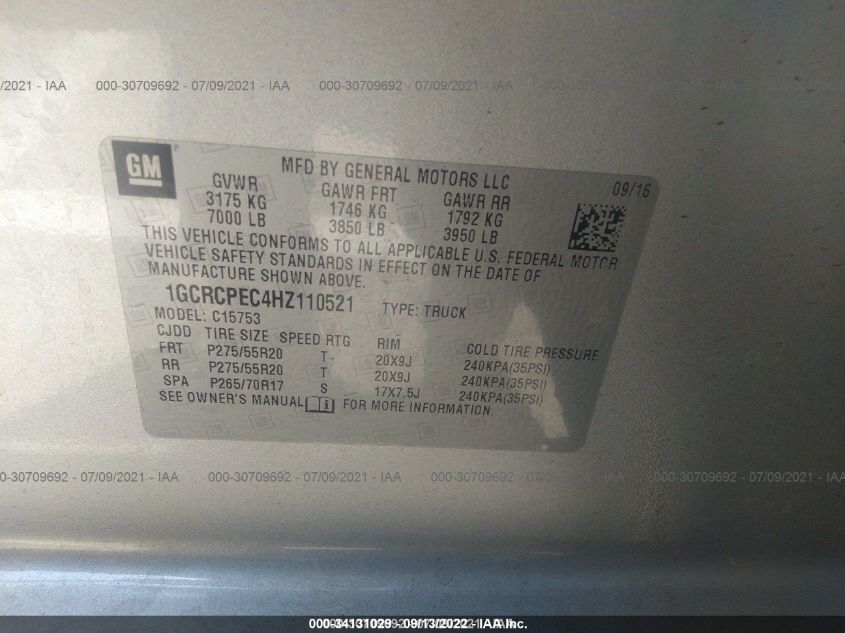 /2021 - IAA 000-30709692 - 07/09/2021 - IAA 000-30709692 - 07/09/2021 - IAA 000-30709692 - 07/09/2
GM
MFD BY GENERAL MOTORS LLC 09/16
GVWR GAWR FRT GAWR RR
3175 KG 1746 KG 1792 KG
7000 LB 3850 LB 3950 LB
THIS VEHICLE CONFORMS TO ALL APPLICABLE U.S. FEDERAL MOTOR
VEHICLE SAFETY STANDARDS IN EFFECT ON THE DATE OF
MANUFACTURE SHOWN ABOVE.
1GCRCPEC4HZ110521 TYPE: TRUCK
MODEL: C15753
CJDD TIRE SIZE SPEED RTG RIM COLD TIRE PRESSURE
FRT P275/55R20 T 20X9J 240KPA(35PSI)
RR P275/55R20 T 20X9J 240KPA(35PSI)
SPA P265/70R17 S 17X7.5J 240KPA(35PSI)
SEE OWNER'S MANUAL FOR MORE INFORMATION.
0-30709692 - 07/09/2021 - IAA 000-30709692 - 07/09/2021 - IAA 000-30709692 - 07/09/2021 - IAA 000-3070969
000-34131029 - 09/13/2022 - IAA Inc.